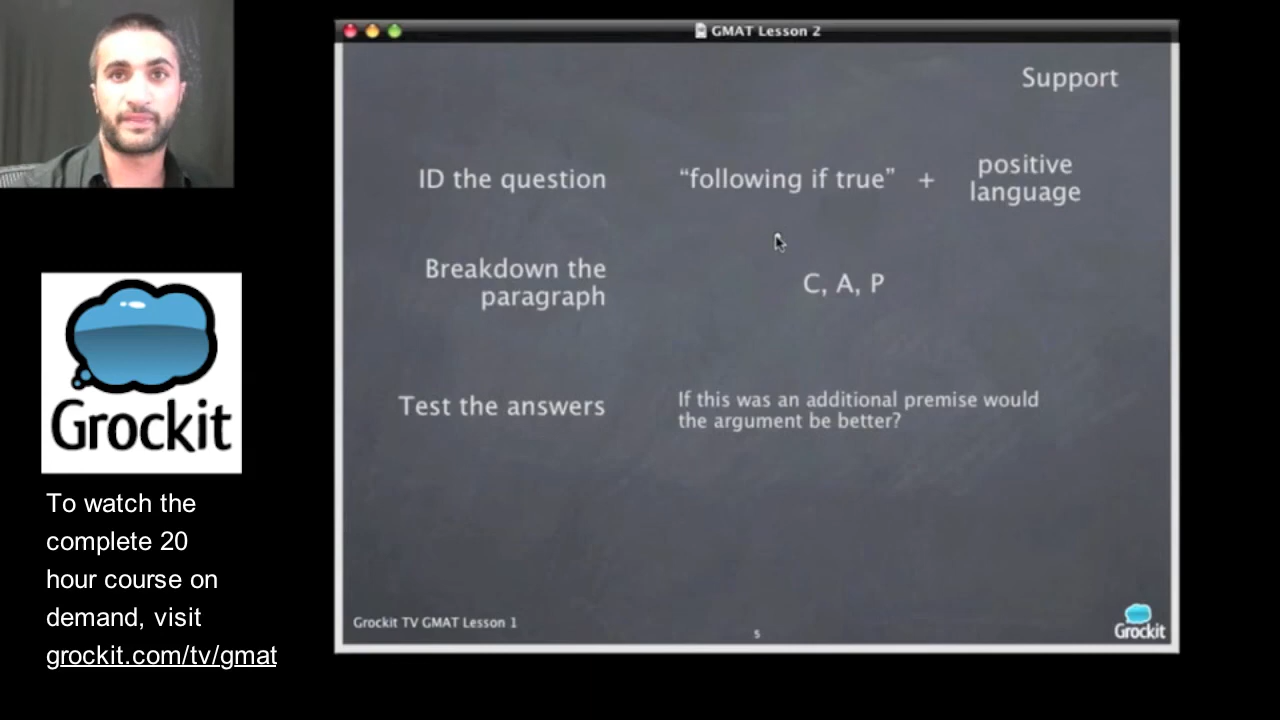 GMAT Lesson 2
Support
ID the question
“following if true” + positive
language
Breakdown the
paragraph
C, A, P
Test the answers
If this was an additional premise would
the argument be better?
Grockit TV GMAT Lesson 1
5
Grockit
Grockit
To watch the
complete 20
hour course on
demand, visit
grockit.com/tv/gmat